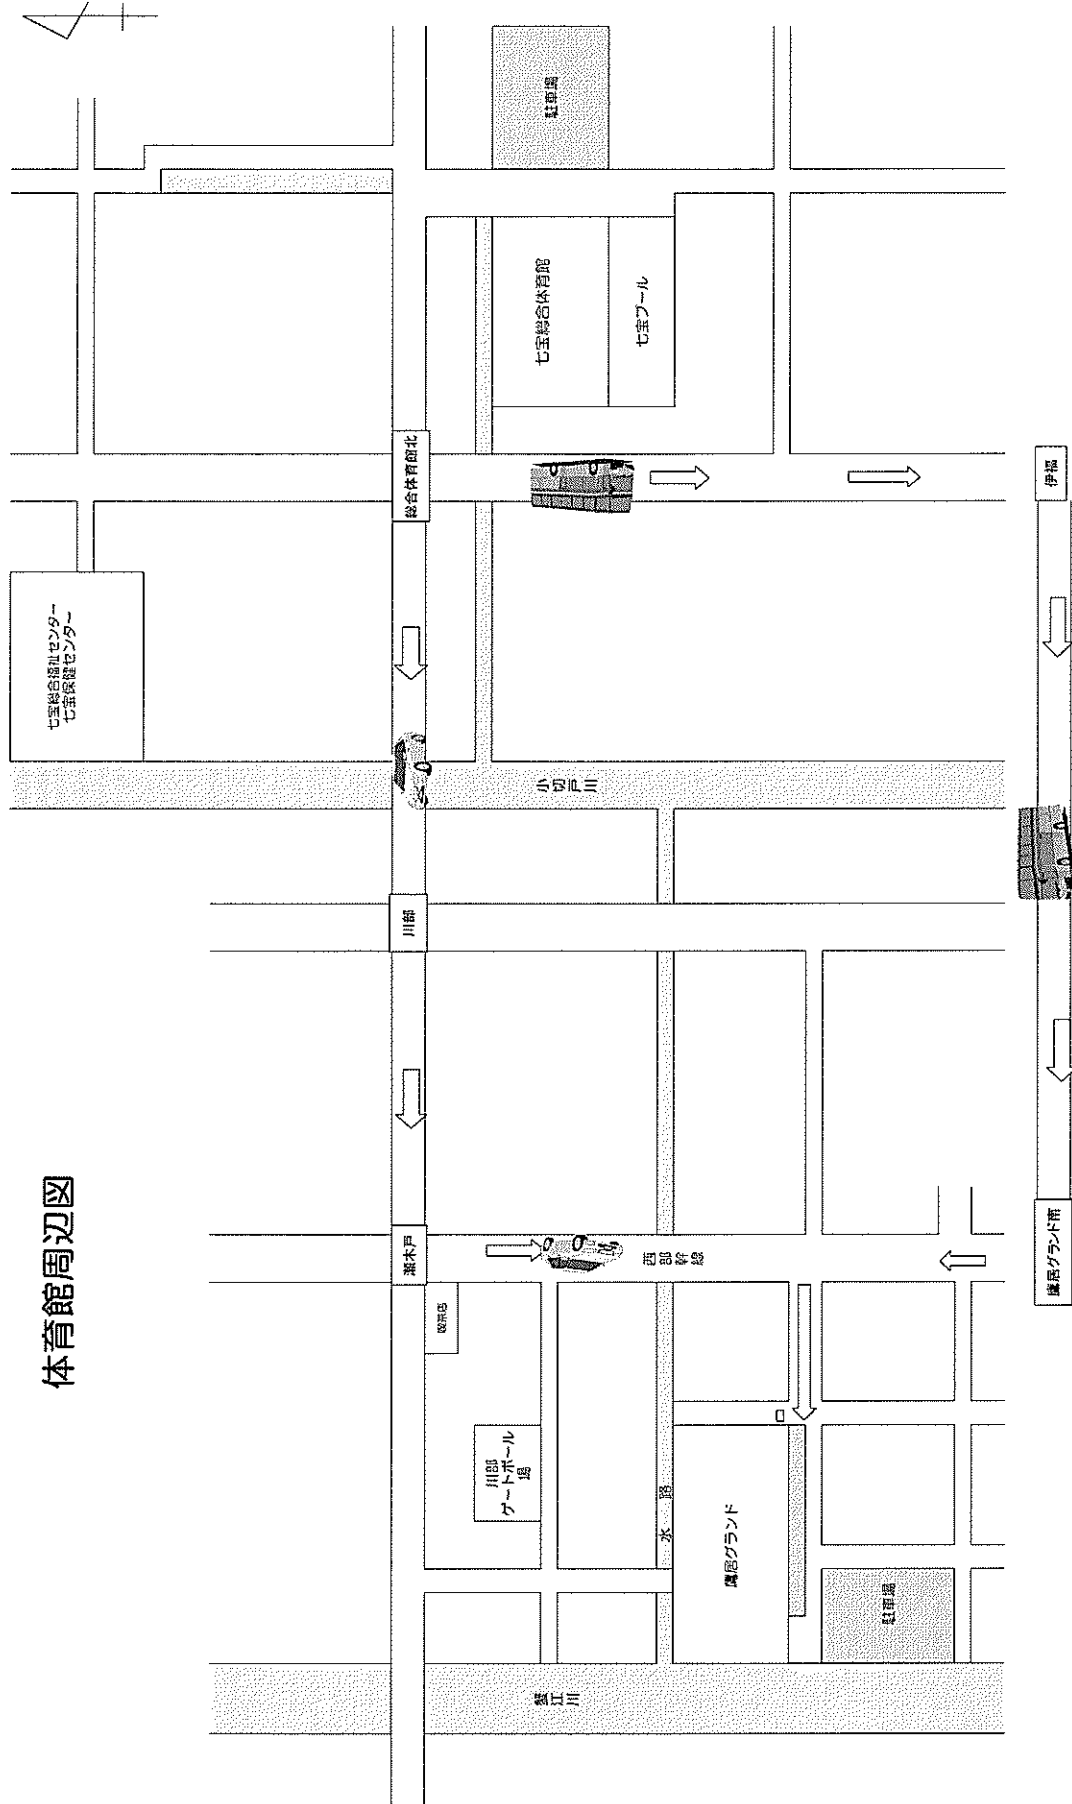 体育館周辺図
七宝総合福祉センター
七宝保健センター
駐車場
総合体育館北
七宝総合体育館
七宝プール
川部
瀬木戸
小切戸川
伊福
喫茶店
川部
ゲートボール
場
西部
幹線
水路
鷹居グランド
駐車場
蟹江川
鷹居グランド南